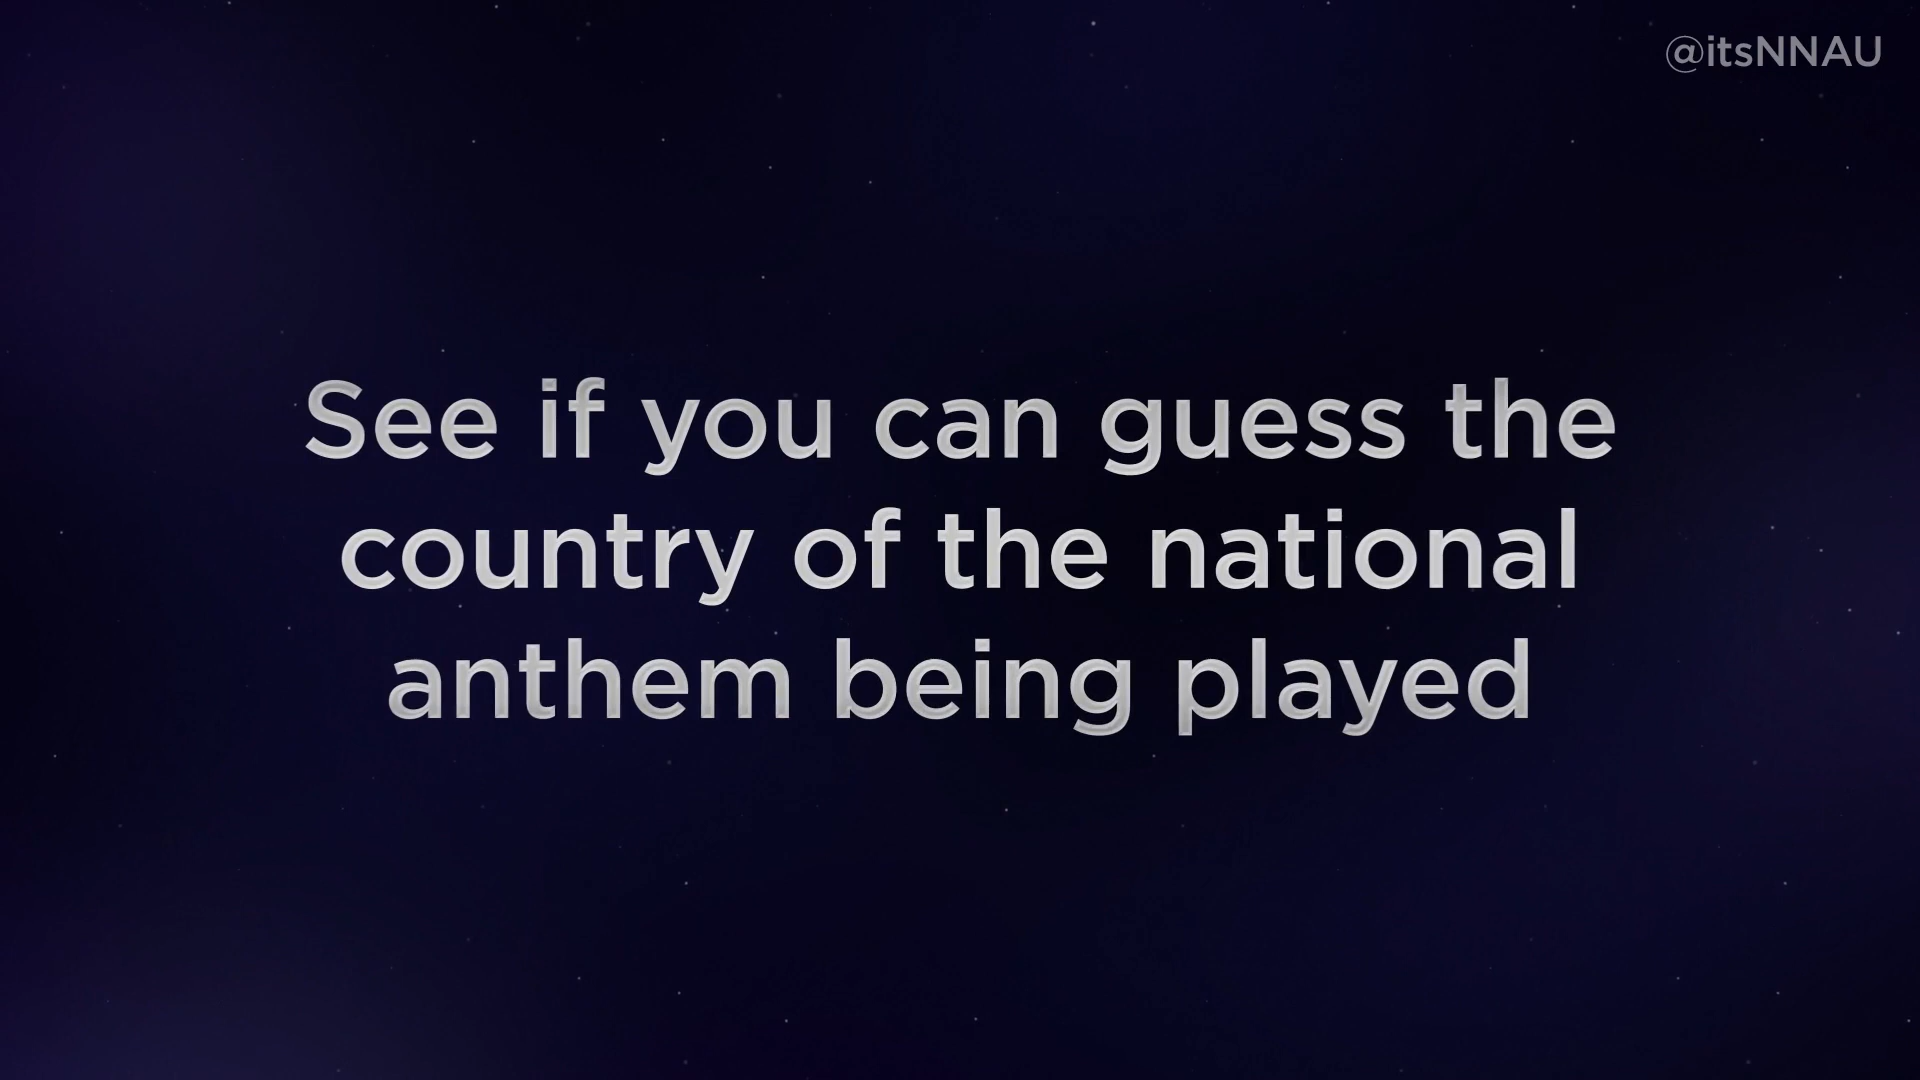 @itsNNAU
See if you can guess the
country of the national
anthem being played